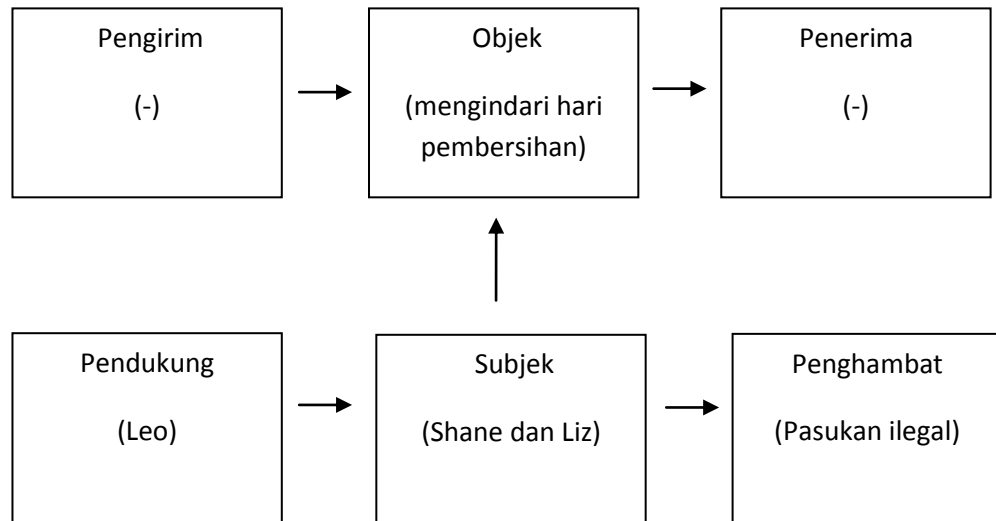 Pengirim
(-)
Objek
(mengindari hari
pembersihan)
Penerima
(-)
Pendukung
(Leo)
Subjek
(Shane dan Liz)
Penghambat
(Pasukan ilegal)